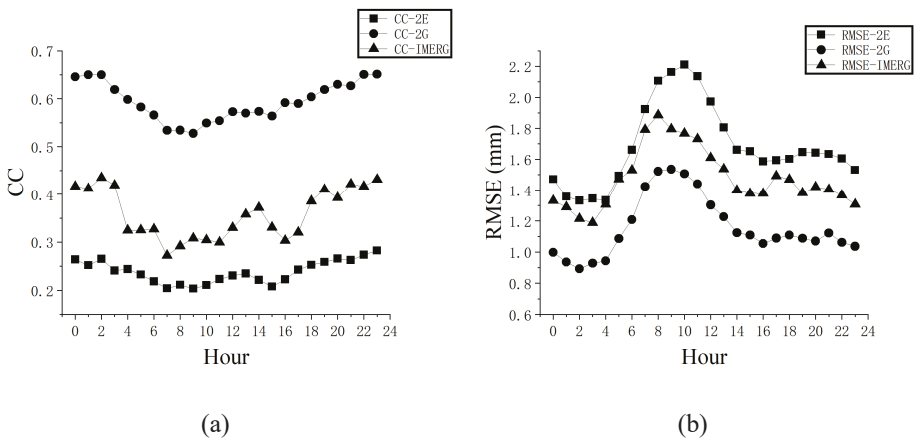 CC-2E
CC-2G
CC-IMERG
0.7
0.6
0.5
0.4
0.3
0.2
CC
0 2 4 6 8 10 12 14 16 18 20 22 24
Hour
(a)
RMSE-2E
RMSE-2G
RMSE-IMERG
2.2
2.0
1.8
1.6
1.4
1.2
1.0
0.8
0.6
RMSE (mm)
0 2 4 6 8 10 12 14 16 18 20 22 24
Hour
(b)